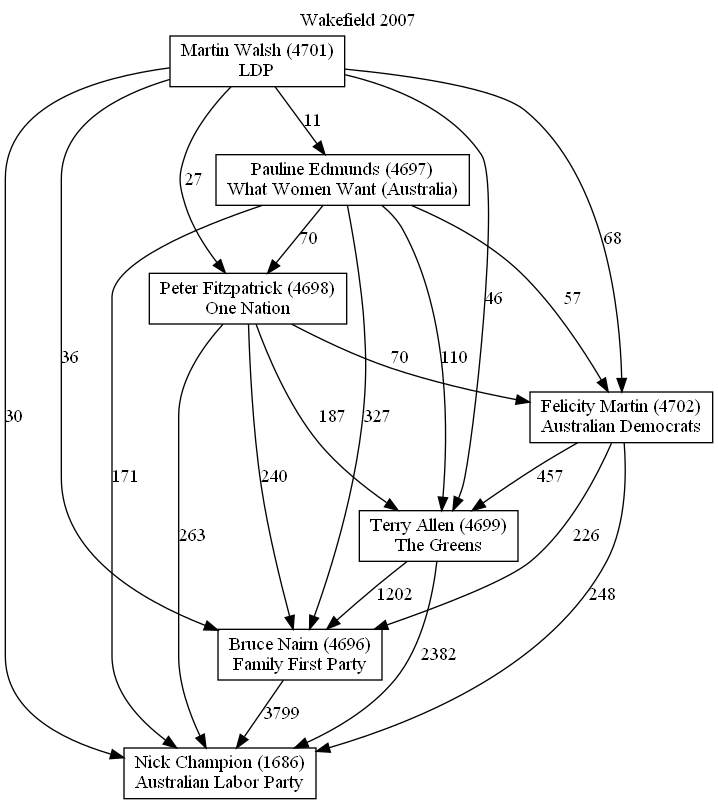 Wakefield 2007
Martin Walsh (4701)
LDP
11
Pauline Edmunds (4697)
What Women Want (Australia)
27
70
68
Peter Fitzpatrick (4698)
One Nation
46
57
30
36
110
70
Felicity Martin (4702)
Australian Democrats
187
327
171
240
457
263
Terry Allen (4699)
The Greens
226
1202
248
Bruce Nairn (4696)
Family First Party
2382
3799
Nick Champion (1686)
Australian Labor Party